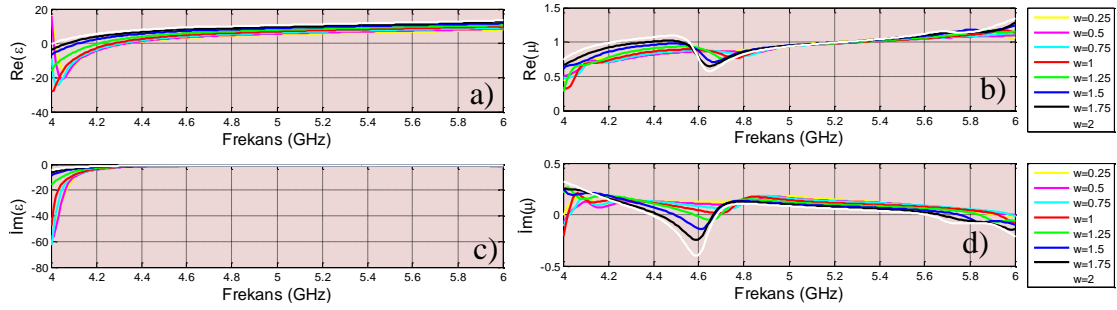 Re(ε)
20
0
-20
-40
4
4.2
4.4
4.6
4.8
5
5.2
5.4
5.6
5.8
6
Frekans (GHz)
a)
Re(μ)
1.5
1
0.5
0
4
4.2
4.4
4.6
4.8
5
5.2
5.4
5.6
5.8
6
Frekans (GHz)
b)
w=0.25
w=0.5
w=0.75
w=1
w=1.25
w=1.5
w=1.75
w=2
İm(ε)
0
-20
-40
-60
-80
4
4.2
4.4
4.6
4.8
5
5.2
5.4
5.6
5.8
6
Frekans (GHz)
c)
İm(μ)
0.5
0
-0.5
4
4.2
4.4
4.6
4.8
5
5.2
5.4
5.6
5.8
6
Frekans (GHz)
d)
w=0.25
w=0.5
w=0.75
w=1
w=1.25
w=1.5
w=1.75
w=2